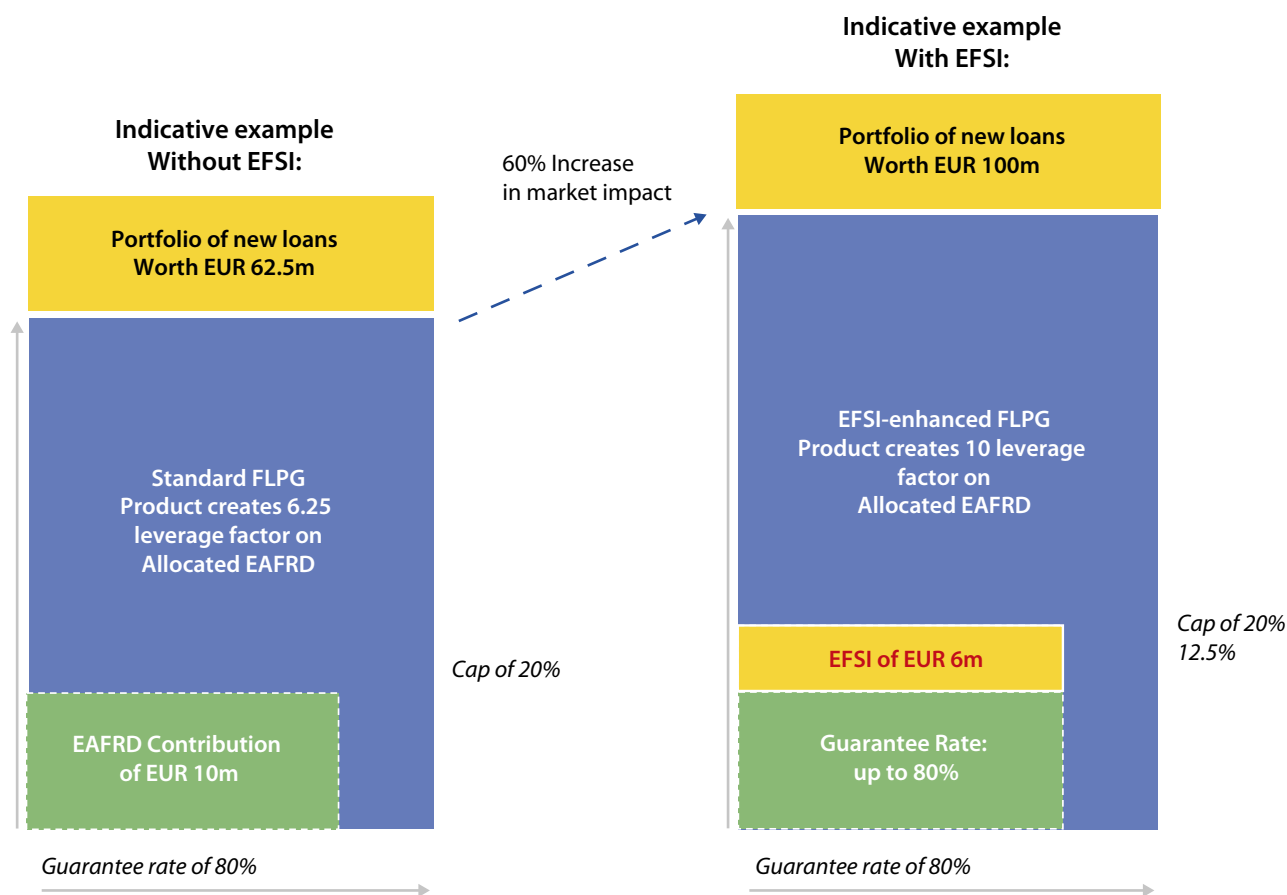 Indicative example
Without EFSI:
Portfolio of new loans
Worth EUR 62.5m
Standard FLPG
Product creates 6.25
leverage factor on
Allocated EAFRD
EAFRD Contribution
of EUR 10m
Cap of 20%
Guarantee rate of 80%
60% Increase
in market impact
Indicative example
With EFSI:
Portfolio of new loans
Worth EUR 100m
EFSI-enhanced FLPG
Product creates 10 leverage
factor on
Allocated EAFRD
EFSI of EUR 6m
Guarantee Rate:
up to 80%
Cap of 20%
12.5%
Guarantee rate of 80%